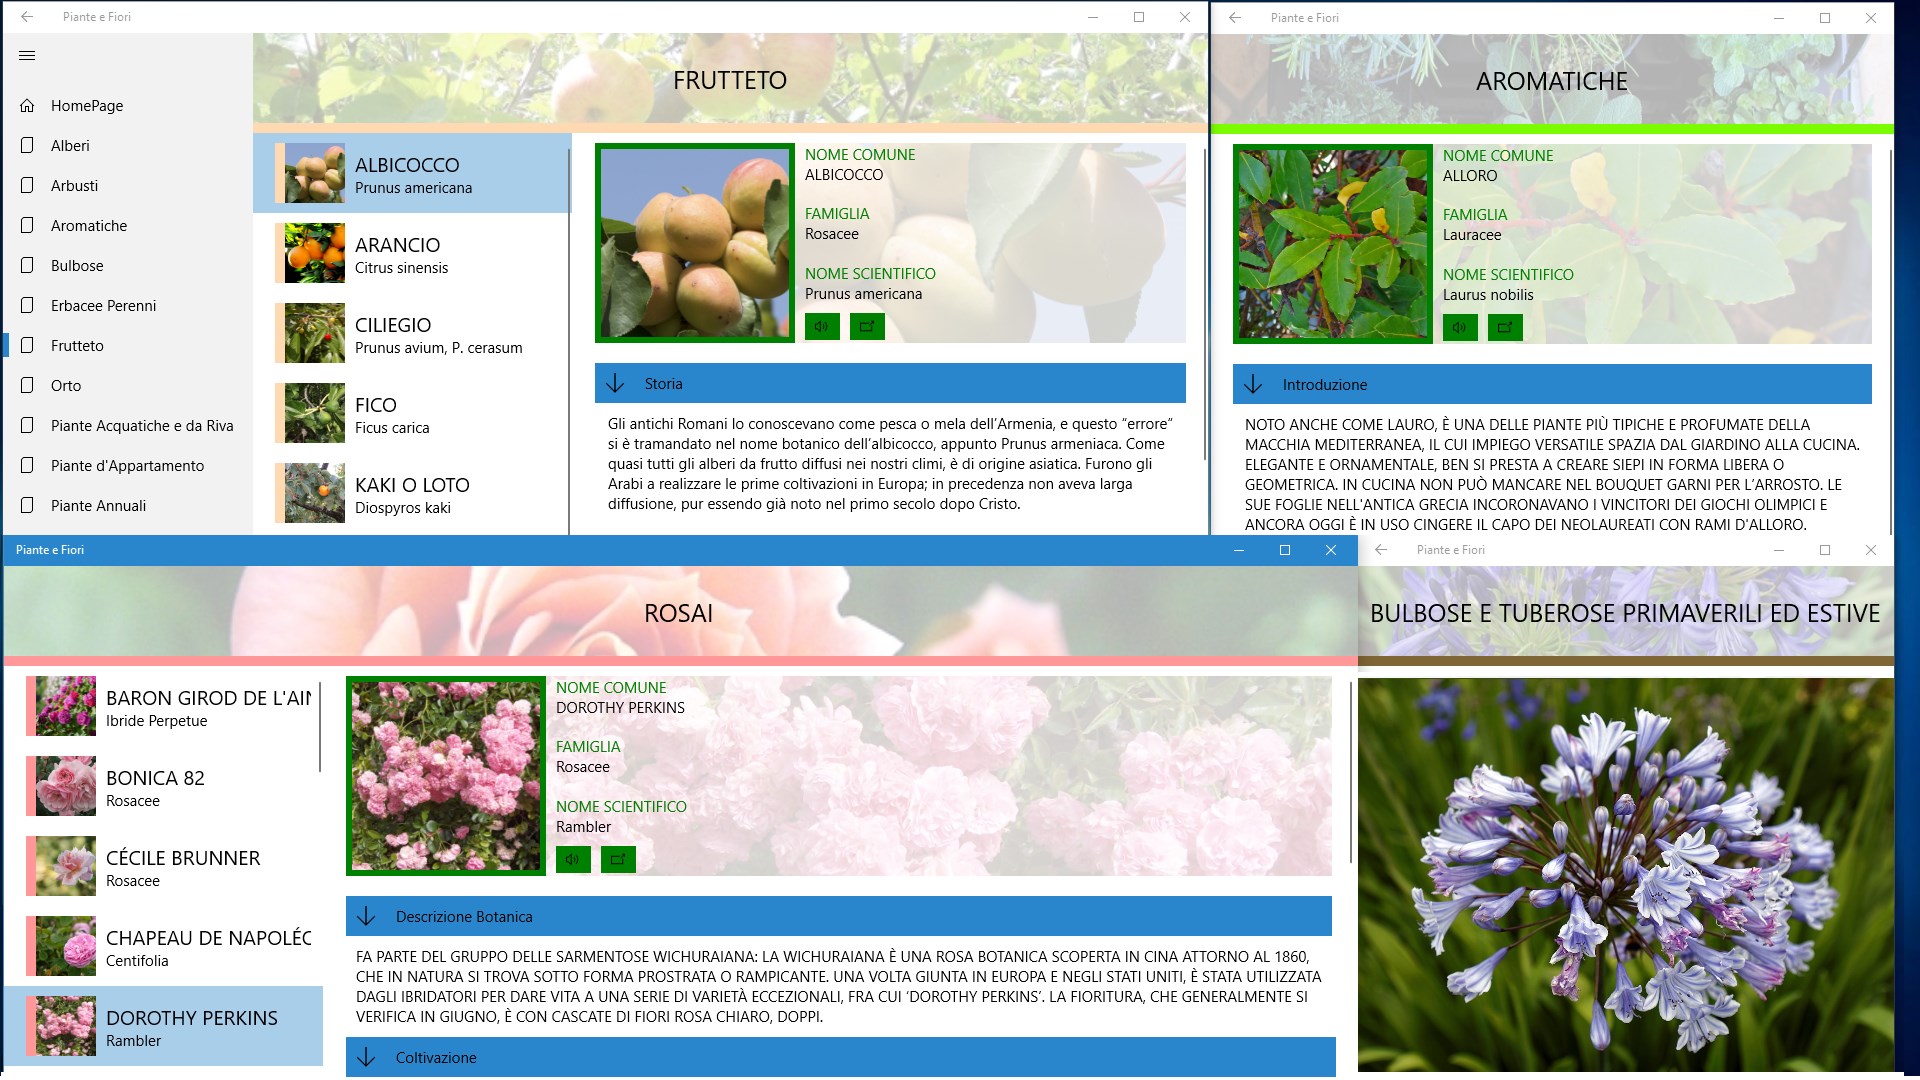 Piante e Fiori
HomePage
Alberi
Arbusti
Aromatiche
Bulbose
Erbacee Perenni
Frutteto
Orto
Piante Acquatiche e da Riva
Piante d'Appartamento
Piante Annuali
FRUTTETO
ALBICOCCO
Prunus americana
ARANCIO
Citrus sinensis
CILIEGIO
Prunus avium, P. cerasum
FICO
Ficus carica
KAKI O LOTO
Diospyros kaki
NOME COMUNE
ALBICOCCO
FAMIGLIA
Rosacee
NOME SCIENTIFICO
Prunus americana
Storia
Gli antichi Romani lo conoscevano come pesca o mela dell’Armenia, e questo “errore”
si è tramandato nel nome botanico dell’albicocco, appunto Prunus armeniaca. Come
quasi tutti gli alberi da frutto diffusi nei nostri climi, è di origine asiatica. Furono gli
Arabi a realizzare le prime coltivazioni in Europa; in precedenza non aveva larga
diffusione, pur essendo già noto nel primo secolo dopo Cristo.
Piante e Fiori
AROMATICHE
NOME COMUNE
ALLORO
FAMIGLIA
Lauracee
NOME SCIENTIFICO
Laurus nobilis
Introduzione
NOTO ANCHE COME LAURO, È UNA DELLE PIANTE PIÙ TIPICHE E PROFUMATE DELLA
MACCHIA MEDITERRANEA, IL CUI IMPIEGO VERSATILE SPAZIA DAL GIARDINO ALLA CUCINA.
ELEGANTE E ORNAMENTALE, BEN SI PRESTA A CREARE SIEPI IN FORMA LIBERA O
GEOMETRICA. IN CUCINA NON PUÒ MANCARE NEL BOUQUET GARNI PER L’ARROSTO. LE
SUE FOGLIE NELL'ANTICA GRECIA INCORONAVANO I VINCITORI DEI GIOCHI OLIMPICI E
ANCORA OGGI È IN USO CINGERE IL CAPO DEI NEOLAUREATI CON RAMI D'ALLORO.
Piante e Fiori
ROSAI
BARON GIROD DE L'AIN
Ibride Perpetue
BONICA 82
Rosacee
CÉCILE BRUNNER
Rosacee
CHAPEAU DE NAPOLÉO
Centifolia
DOROTHY PERKINS
Rambler
NOME COMUNE
DOROTHY PERKINS
FAMIGLIA
Rosacee
NOME SCIENTIFICO
Rambler
Descrizione Botanica
FA PARTE DEL GRUPPO DELLE SARMENTOSE WICHURAIANA: LA WICHURAIANA È UNA ROSA BOTANICA SCOPERTA IN CINA ATTORNO AL 1860,
CHE IN NATURA SI TROVA SOTTO FORMA PROSTRATA O RAMPICANTE. UNA VOLTA GIUNTA IN EUROPA E NEGLI STATI UNITI, È STATA UTILIZZATA
DAGLI IBRIDATORI PER DARE VITA A UNA SERIE DI VARIETÀ ECCEZIONALI, FRA CUI ‘DOROTHY PERKINS’. LA FIORITURA, CHE GENERALMENTE SI
VERIFICA IN GIUGNO, È CON CASCATE DI FIORI ROSA CHIARO, DOPPI.
Coltivazione
Piante e Fiori
BULBOSE E TUBEROSE PRIMAVERILI ED ESTIVE